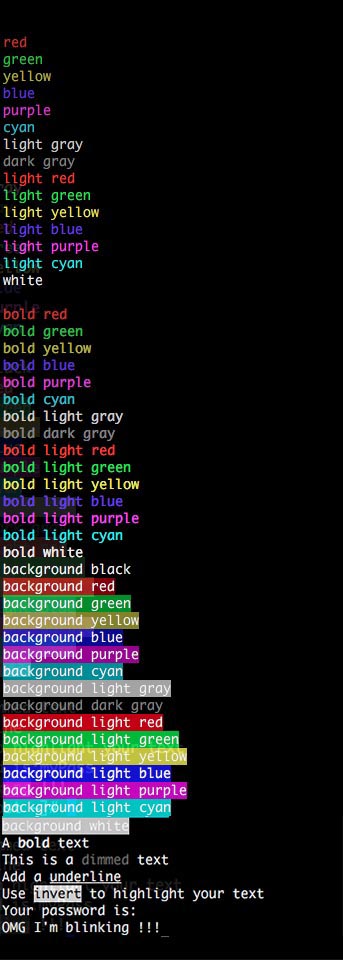 red
green
yellow
blue
purple
cyan
light gray
dark gray
light red
light green
light yellow
light blue
light purple
light cyan
white
bold red
bold green
bold yellow
bold blue
bold purple
bold cyan
bold light gray
bold dark gray
bold light red
bold light green
bold light yellow
bold light blue
bold light purple
bold light cyan
bold white
background black
background red
background green
background yellow
background blue
background purple
background cyan
background light gray
background dark gray
background light red
background light green
background light yellow
background light blue
background light purple
background light cyan
background white
A bold text
This is a dimmed text
Add a underline
Use invert to highlight your text
Your password is:
OMG I'm blinking !!!_